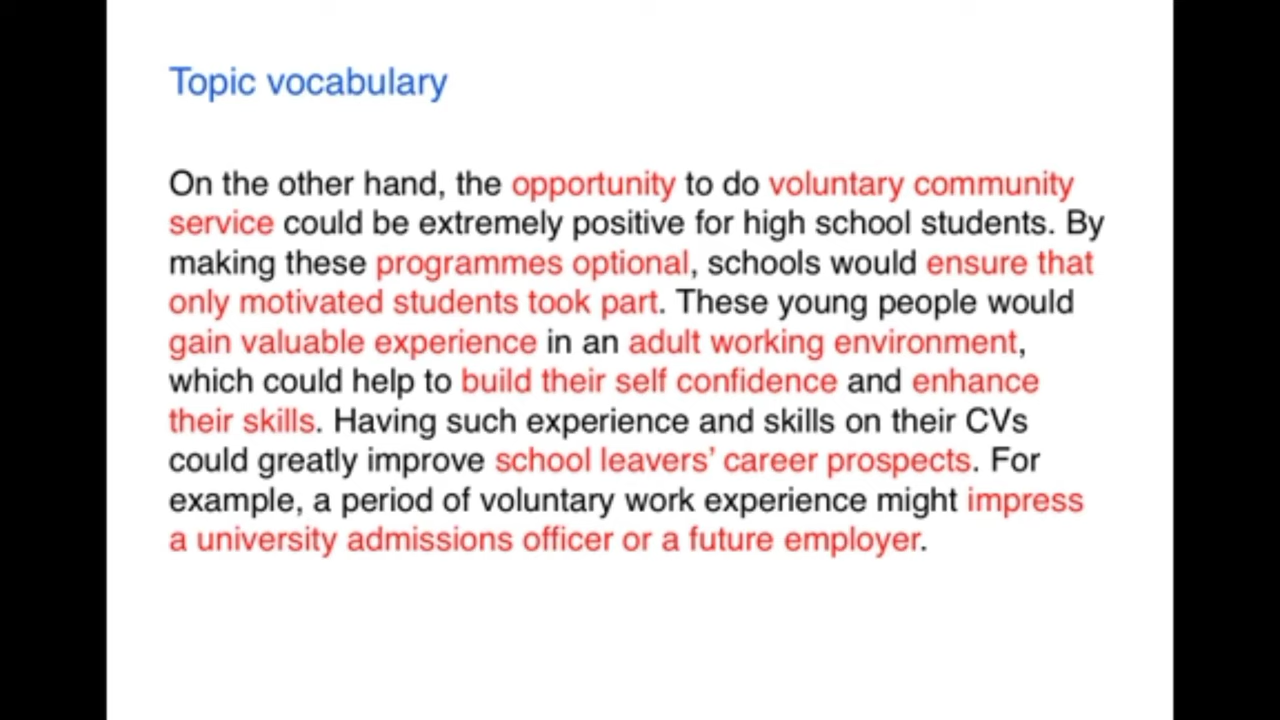 Topic vocabulary
On the other hand, the opportunity to do voluntary community
service could be extremely positive for high school students. By
making these programmes optional, schools would ensure that
only motivated students took part. These young people would
gain valuable experience in an adult working environment,
which could help to build their self confidence and enhance
their skills. Having such experience and skills on their CVs
could greatly improve school leavers’ career prospects. For
example, a period of voluntary work experience might impress
a university admissions officer or a future employer.